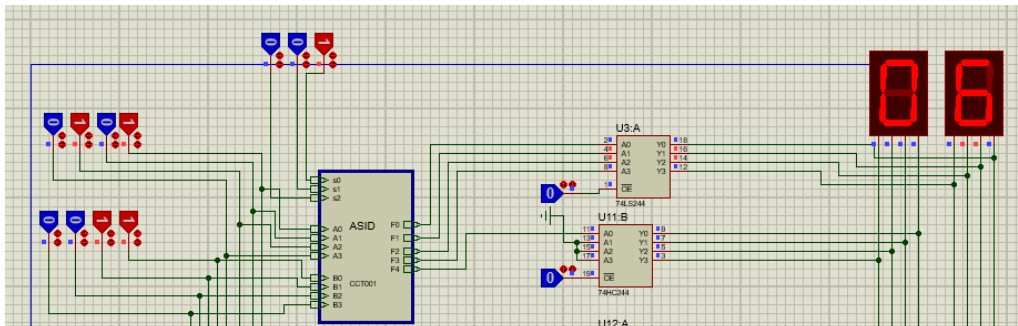 0 0 1
0 6
0 1 0 1
U3:A
2 A0 Y0 18
4 A1 Y1 16
6 A2 Y2 14
8 A3 Y3 12
1 OE
74LS244
0
0 0 1 1
s0
s1
s2
ASID
CCT001
A0
A1
A2
A3
B0
B1
B2
B3
F0
F1
F2
F3
F4
U11:B
11 A0 Y0 9
13 A1 Y1 7
15 A2 Y2 5
17 A3 Y3 3
19 OE
74HC244
0
U12:A